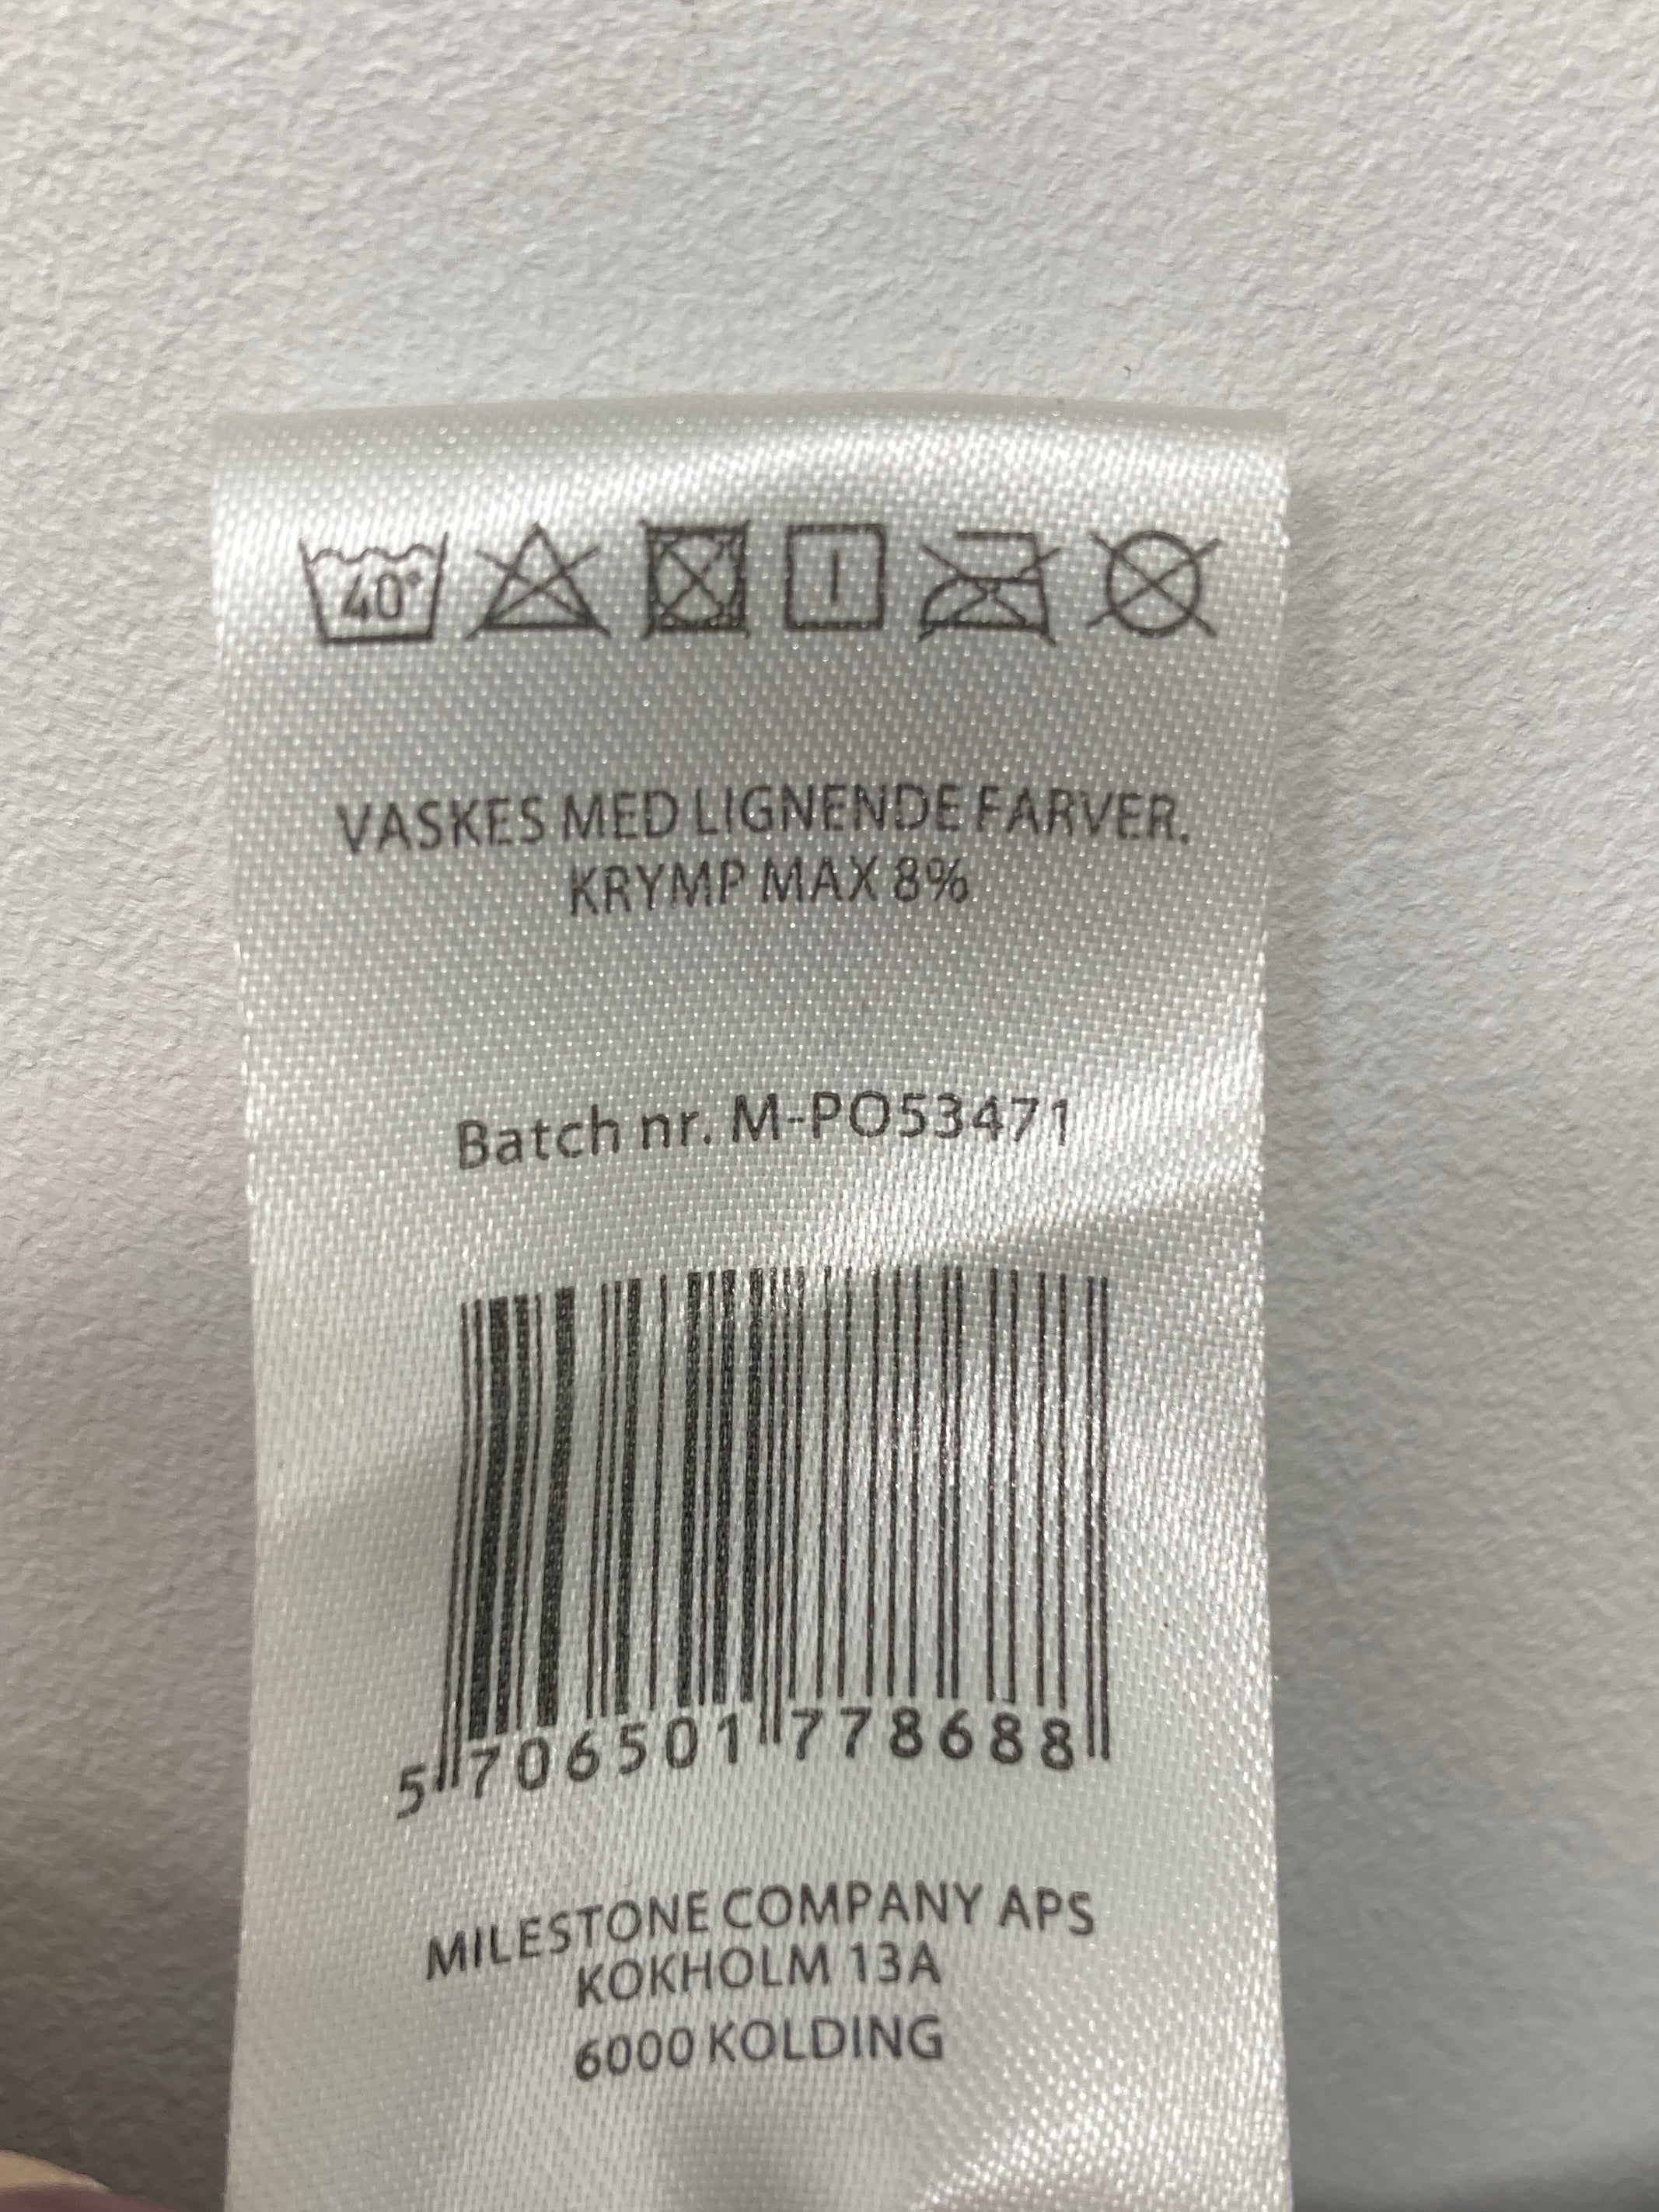 40°
VASKES MED LIGNENDE FARVER.
KRYMP MAX 8%
Batch nr. M-PO53471
5 706501 778688
MILESTONE COMPANY APS
KOKHOLM 13A
6000 KOLDING